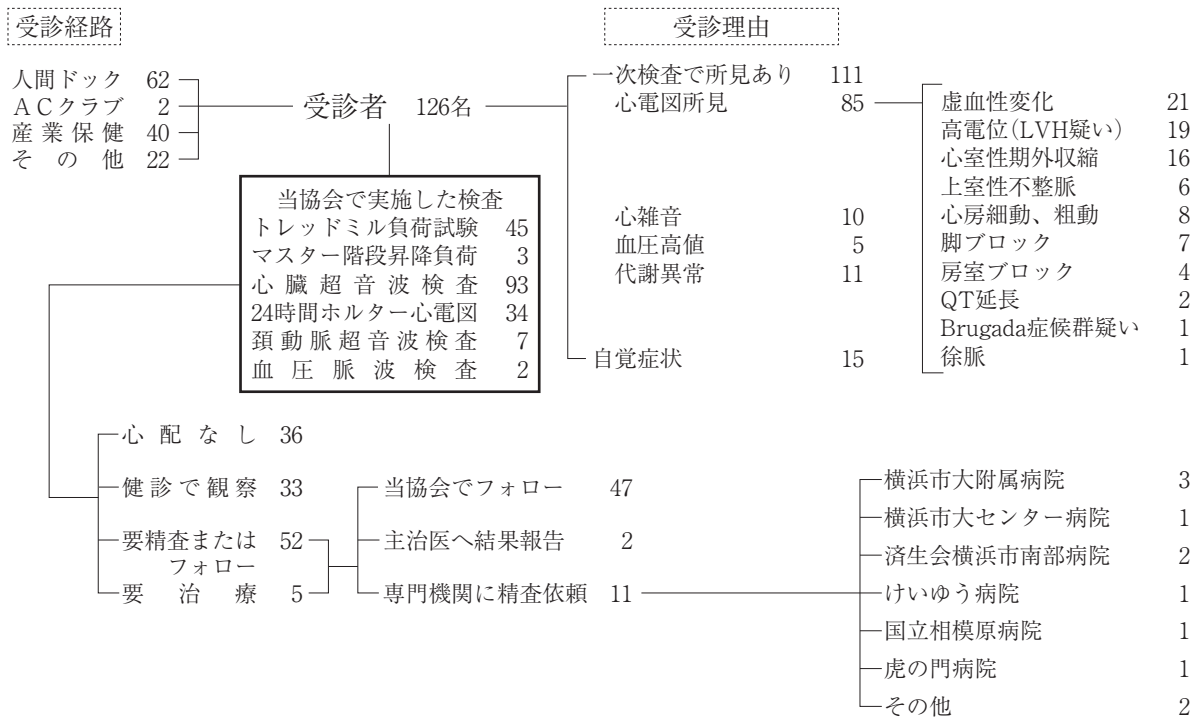 受診経路
人間ドック 62
ACクラブ 2
産業保健 40
その他 22
受診者 126名
当協会で実施した検査
トレッドミル負荷試験 45
マスター階段昇降負荷 3
心臓超音波検査 93
24時間ホルター心電図 34
頚動脈超音波検査 7
血圧脈波検査 2
受診理由
一次検査で所見あり 111
心電図所見 85
心雑音 10
血圧高値 5
代謝異常 11
自覚症状 15
虚血性変化 21
高電位(LVH疑い) 19
心室性期外収縮 16
上室性不整脈 6
心房細動、粗動 8
脚ブロック 7
房室ブロック 4
QT延長 2
Brugada症候群疑い 1
徐脈 1
心配なし 36
健診で観察 33
要精査または 52
フォロー
要治療 5
当協会でフォロー 47
主治医へ結果報告 2
専門機関に精査依頼 11
横浜市大附属病院 3
横浜市大センター病院 1
済生会横浜市南部病院 2
けいゆう病院 1
国立相模原病院 1
虎の門病院 1
その他 2